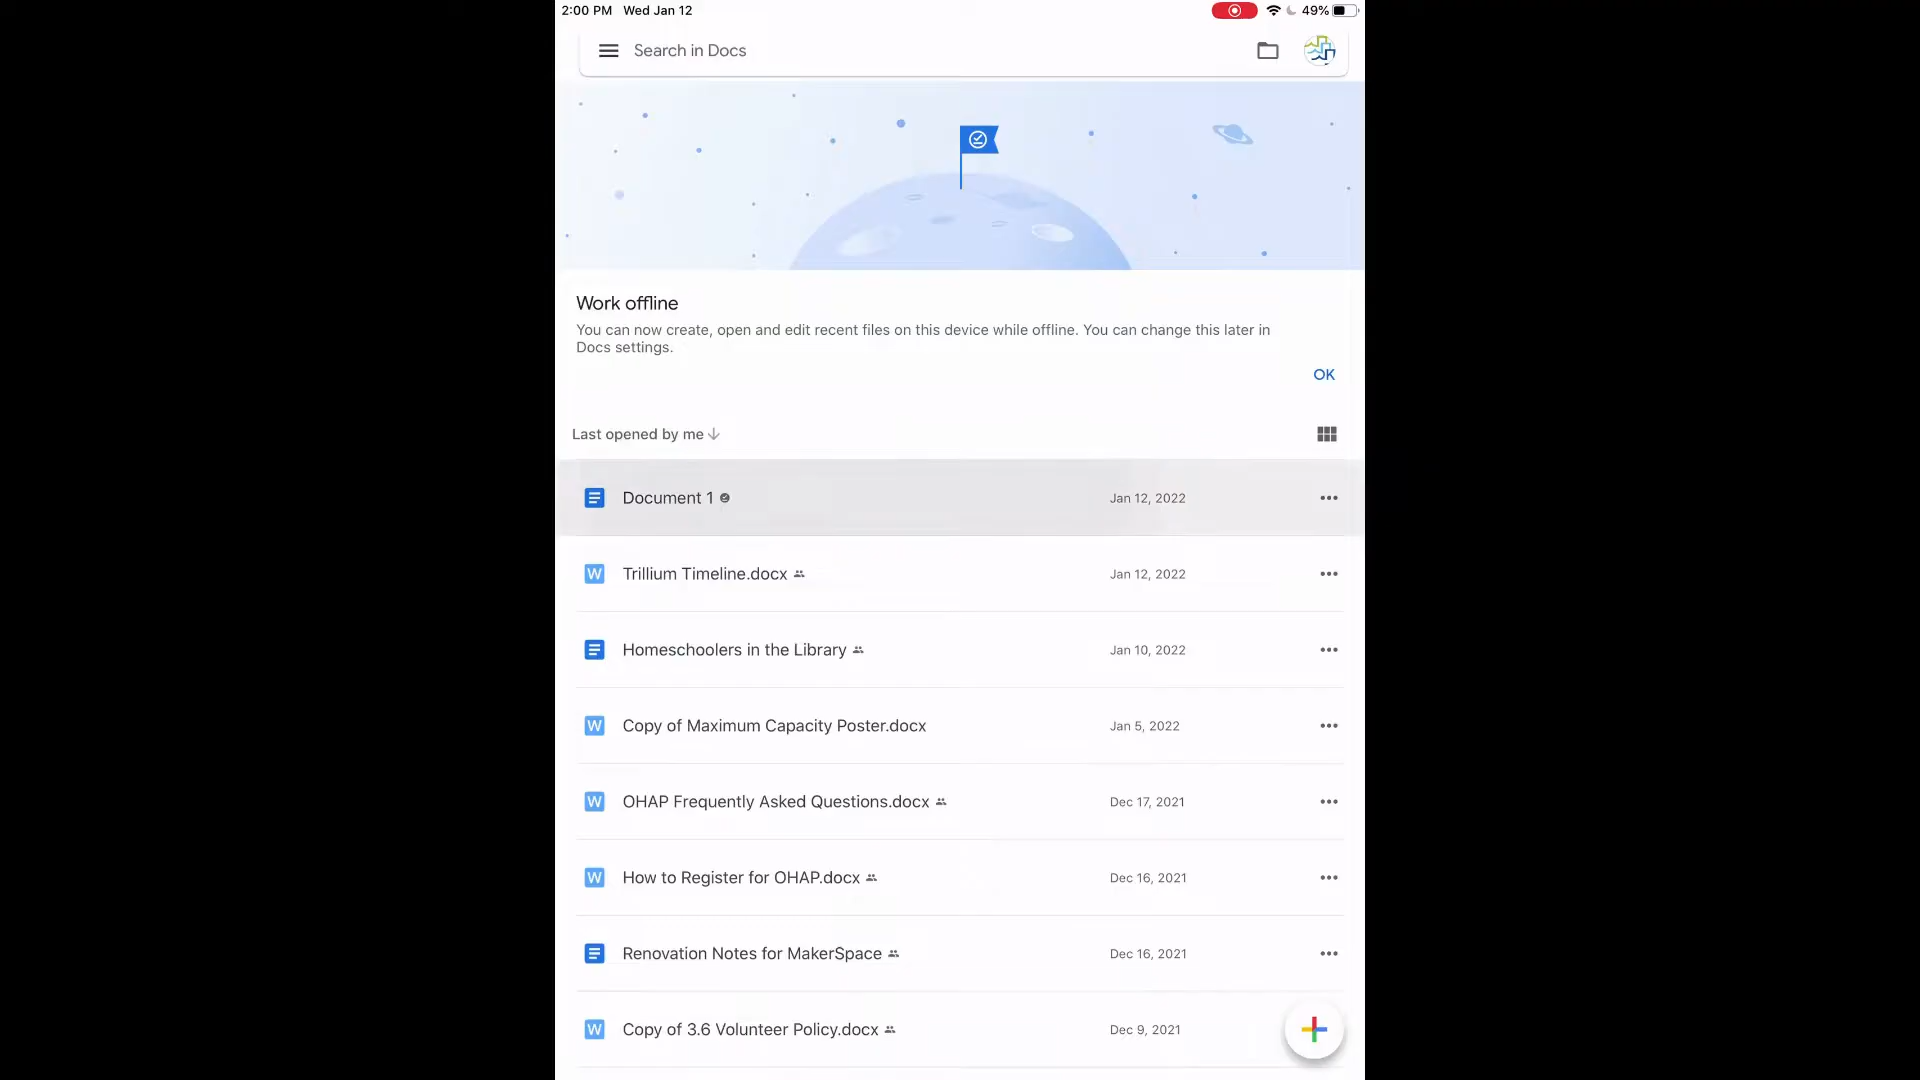 2:00 PM Wed Jan 12 49%
Search in Docs
Work offline
You can now create, open and edit recent files on this device while offline. You can change this later in
Docs settings.
OK
Last opened by me
Document 1 Jan 12, 2022
W Trillium Timeline.docx Jan 12, 2022
Homeschoolers in the Library Jan 10, 2022
W Copy of Maximum Capacity Poster.docx Jan 5, 2022
W OHAP Frequently Asked Questions.docx Dec 17, 2021
W How to Register for OHAP.docx Dec 16, 2021
Renovation Notes for MakerSpace Dec 16, 2021
W Copy of 3.6 Volunteer Policy.docx Dec 9, 2021